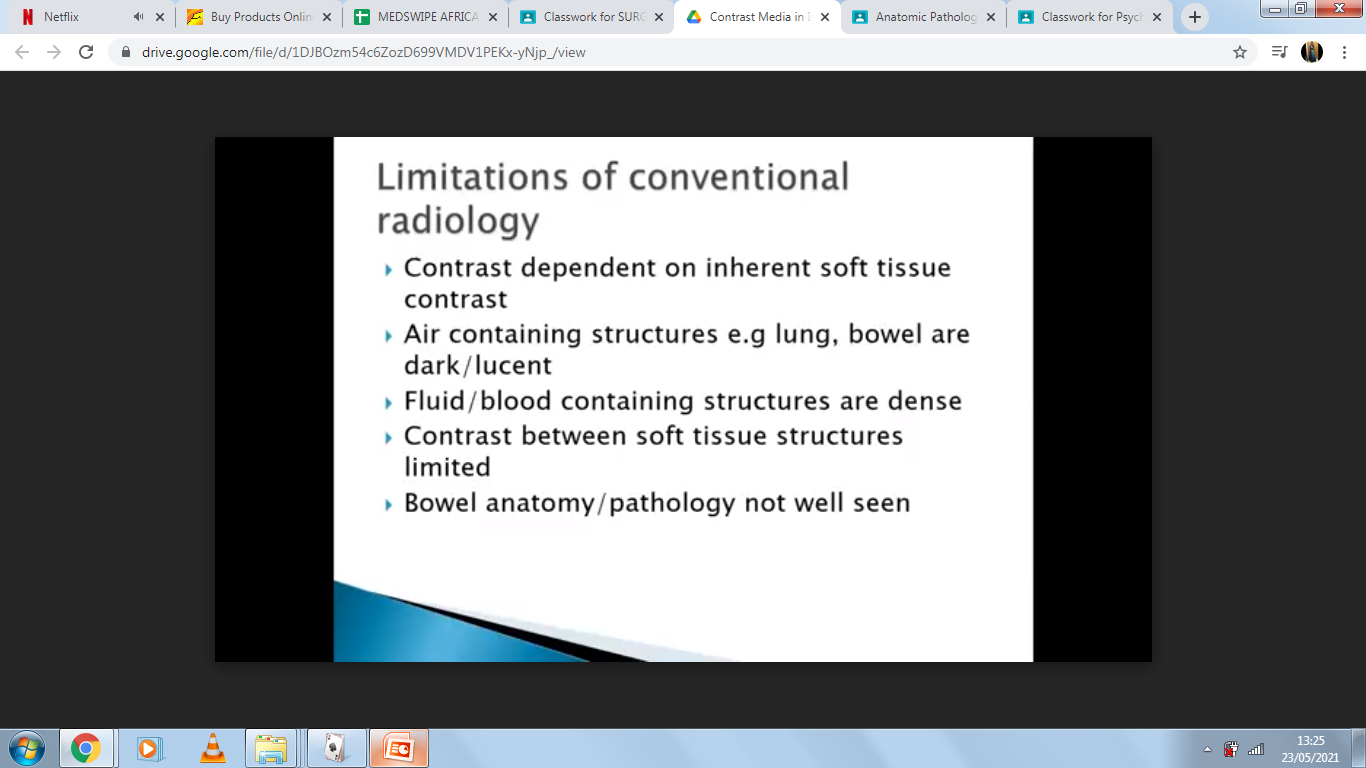 Netflix
Buy Products Onlin
MEDSWIPE AFRICA
Classwork for SURG
Contrast Media in I
Anatomic Patholog
Classwork for Psych
drive.google.com/file/d/1DJBOzm54c6ZozD699VMDV1PEKx-yNjp_/view
Limitations of conventional
radiology
Contrast dependent on inherent soft tissue
contrast
Air containing structures e.g lung, bowel are
dark/lucent
Fluid/blood containing structures are dense
Contrast between soft tissue structures
limited
Bowel anatomy/pathology not well seen
13:25
23/05/2021